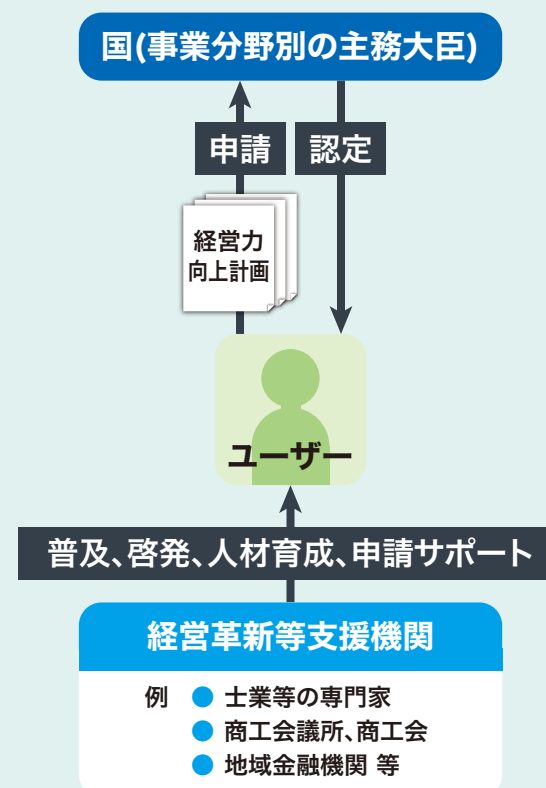 国(事業分野別の主務大臣)
申請 認定
経営力
向上計画
ユーザー
普及、啓発、人材育成、申請サポート
経営革新等支援機関
例 ● 士業等の専門家
● 商工会議所、商工会
● 地域金融機関 等